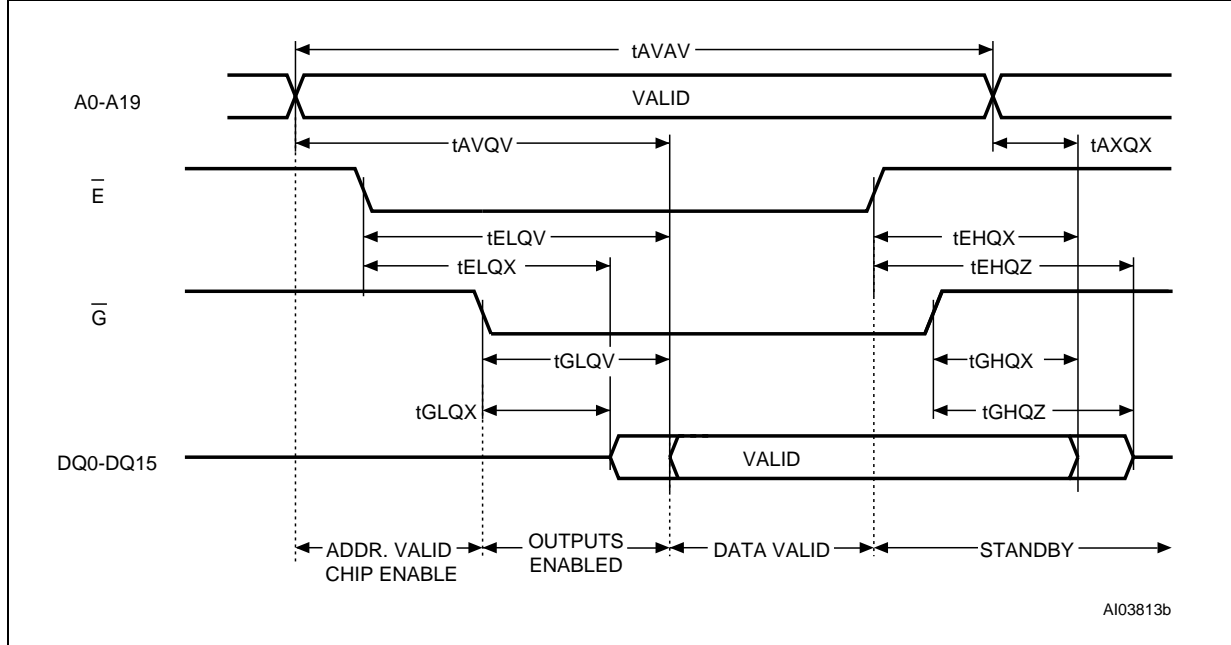 tAVAV
A0-A19
VALID
tAVQV
tAXQX
E
tELQV
tEHQX
tELQX
tEHQZ
G
tGLQV
tGHQX
tGLQX
tGHQZ
DQ0-DQ15
VALID
ADDR. VALID
CHIP ENABLE
OUTPUTS
ENABLED
DATA VALID
STANDBY
AI03813b